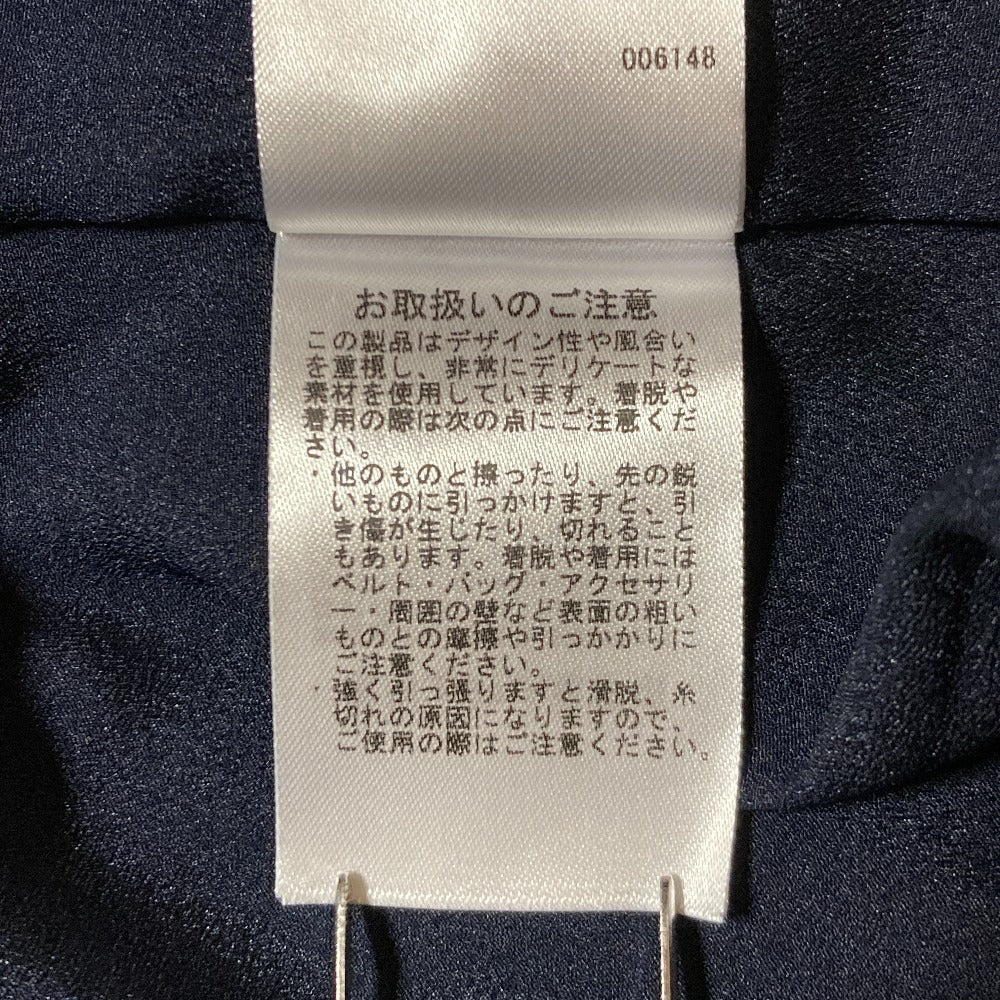 006148
お取扱いのご注意
この製品はデザイン性や風合い
を重視し、非常にデリケートな
素材を使用しています。着脱や
着用の際は次の点にご注意くだ
さい。
・他のものと擦ったり、先の鋭
いものに引っかけますと、引
き傷が生じたり、切れること
もあります。着脱や着用には
ベルト・バッグ・アクセサリ
ー・周囲の壁など表面の粗い
ものとの摩擦や引っかかりに
ご注意ください。
・強く引っ張りますと滑脱、糸
切れの原因になりますので、
ご使用の際はご注意ください。